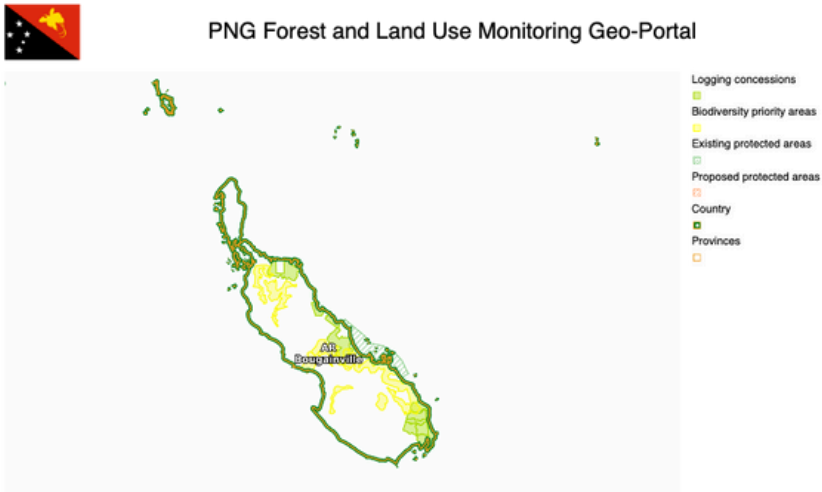 PNG Forest and Land Use Monitoring Geo-Portal
Logging concessions
Biodiversity priority areas
Existing protected areas
Proposed protected areas
Country
Provinces
AR
Bougainville